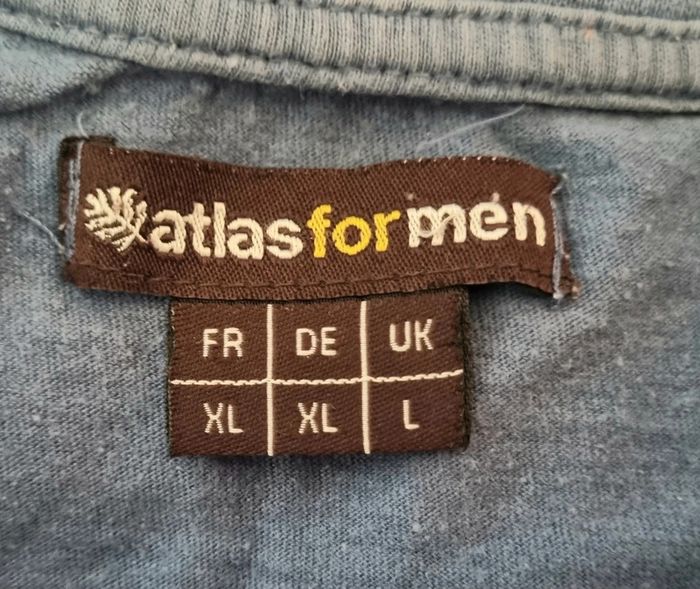 atlasformen
FR DE UK
XL XL L